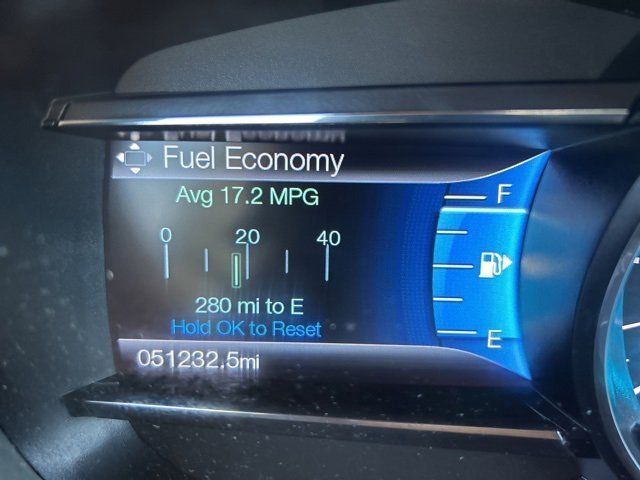 Fuel Economy
Avg 17.2 MPG
F
0 20 40
280 mi to E
Hold OK to Reset
E
051232.5mi